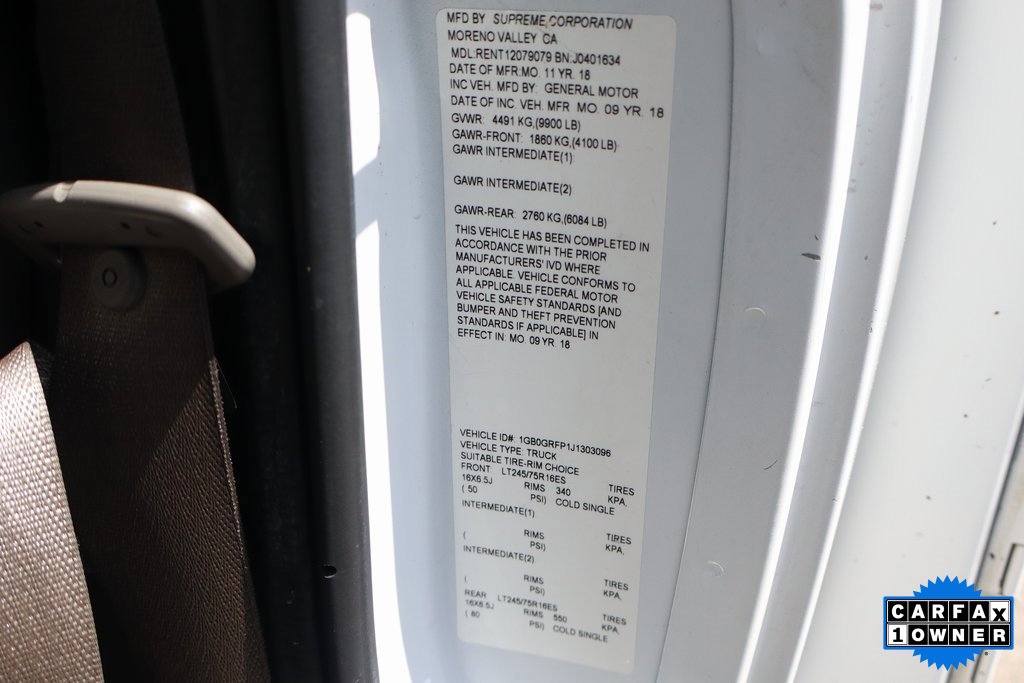 MFD BY SUPREME CORPORATION
MORENO VALLEY CA
MDL:RENT12079079 BN:J0401634
DATE OF MFR:MO. 11 YR. 18
INC VEH. MFD BY: GENERAL MOTOR
DATE OF INC. VEH. MFR MO. 09 YR. 18
GVWR: 4491 KG,(9900 LB)
GAWR-FRONT: 1860 KG,(4100 LB)
GAWR INTERMEDIATE(1)
GAWR INTERMEDIATE(2)
GAWR-REAR: 2760 KG,(6084 LB)
THIS VEHICLE HAS BEEN COMPLETED IN
ACCORDANCE WITH THE PRIOR
MANUFACTURERS' IVD WHERE
APPLICABLE. VEHICLE CONFORMS TO
ALL APPLICABLE FEDERAL MOTOR
VEHICLE SAFETY STANDARDS [AND
BUMPER AND THEFT PREVENTION
STANDARDS IF APPLICABLE] IN
EFFECT IN: MO. 09 YR. 18
VEHICLE ID#: 1GB0GRFP1J1303096
VEHICLE TYPE: TRUCK
SUITABLE TIRE-RIM CHOICE
FRONT LT245/75R16ES TIRES
16X6.5J RIMS 340 KPA,
( 50 PSI) COLD SINGLE
INTERMEDIATE(1) TIRES
RIMS KPA,
( PSI)
INTERMEDIATE(2) TIRES
RIMS KPA,
( PSI)
REAR LT245/75R16ES TIRES
16X6.5J RIMS 550 KPA,
( 80 PSI) COLD SINGLE
CARFAX
1 OWNER